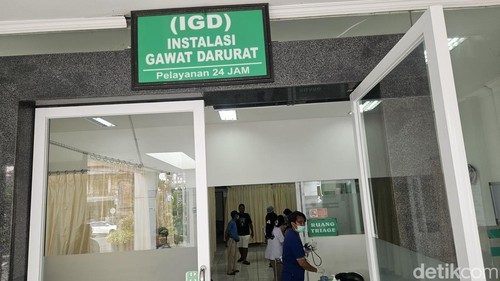 (IGD)
INSTALASI
GAWAT DARURAT
Pelayanan 24 JAM
RUANG
TRIAGE
detikcom